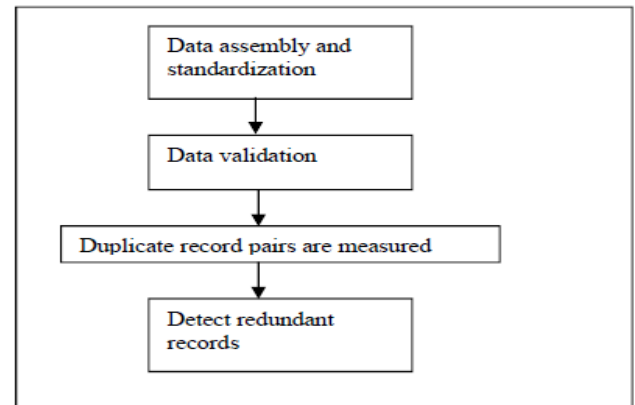 Data assembly and
standardization
Data validation
Duplicate record pairs are measured
Detect redundant
records